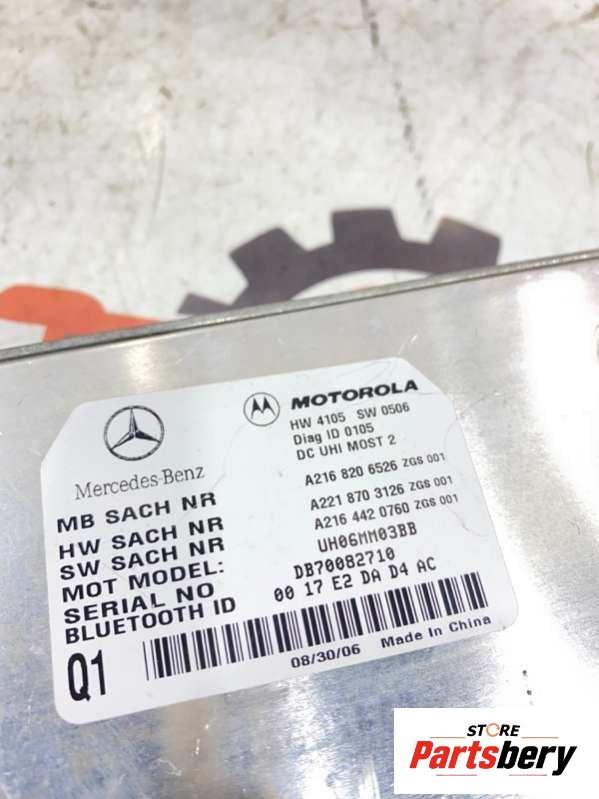 Mercedes-Benz
MOTOROLA
HW 4105 SW 0506
Diag ID 0105
DC UHI MOST 2
MB SACH NR A216 820 6526 ZGS 001
HW SACH NR A221 870 3126 ZGS 001
SW SACH NR A216 442 0760 ZGS 001
MOT MODEL: UH06MM03BB
SERIAL NO DB70082710
BLUETOOTH ID 00 17 E2 DA D4 AC
Q1
08/30/06 Made In China
STORE
Partsbery